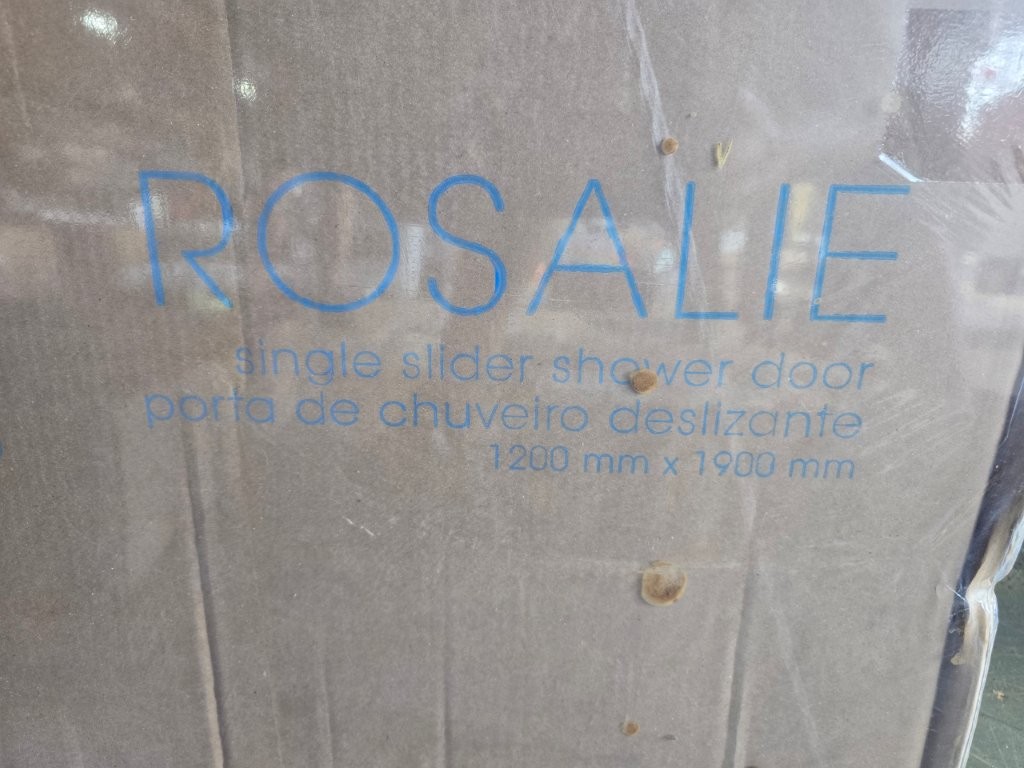 ROSALIE
single slider shower door
porta de chuveiro deslizante
1200 mm x 1900 mm